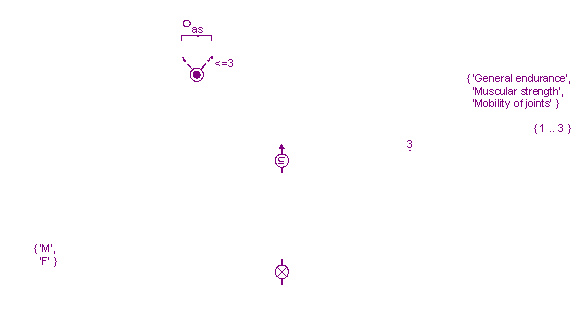 as
<=3
{ 'General endurance',
'Muscular strength',
'Mobility of joints' }
{ 1 .. 3 }
3
{ 'M',
'F' }